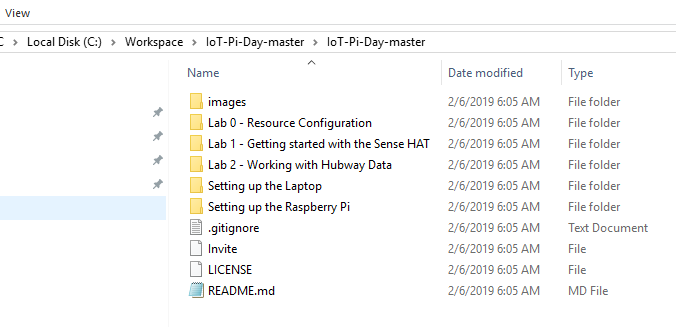 View
C > Local Disk (C:) > Workspace > IoT-Pi-Day-master > IoT-Pi-Day-master
Name Date modified Type
images 2/6/2019 6:05 AM File folder
Lab 0 - Resource Configuration 2/6/2019 6:05 AM File folder
Lab 1 - Getting started with the Sense HAT 2/6/2019 6:05 AM File folder
Lab 2 - Working with Hubway Data 2/6/2019 6:05 AM File folder
Setting up the Laptop 2/6/2019 6:05 AM File folder
Setting up the Raspberry Pi 2/6/2019 6:05 AM File folder
.gitignore 2/6/2019 6:05 AM Text Document
Invite 2/6/2019 6:05 AM File
LICENSE 2/6/2019 6:05 AM File
README.md 2/6/2019 6:05 AM MD File